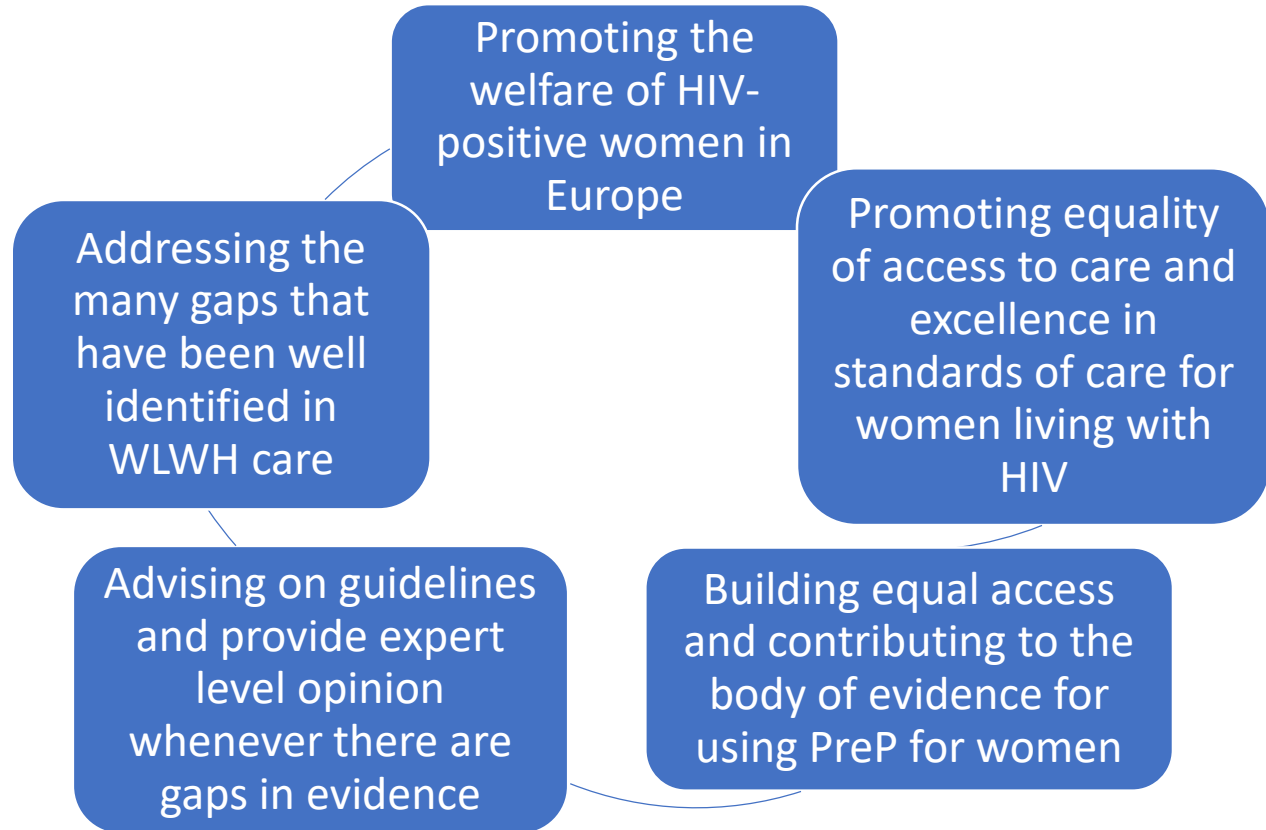 Promoting the
welfare of HIV-
positive women in
Europe
Promoting equality
of access to care and
excellence in
standards of care for
women living with
HIV
Building equal access
and contributing to the
body of evidence for
using PreP for women
Advising on guidelines
and provide expert
level opinion
whenever there are
gaps in evidence
Addressing the
many gaps that
have been well
identified in
WLWH care